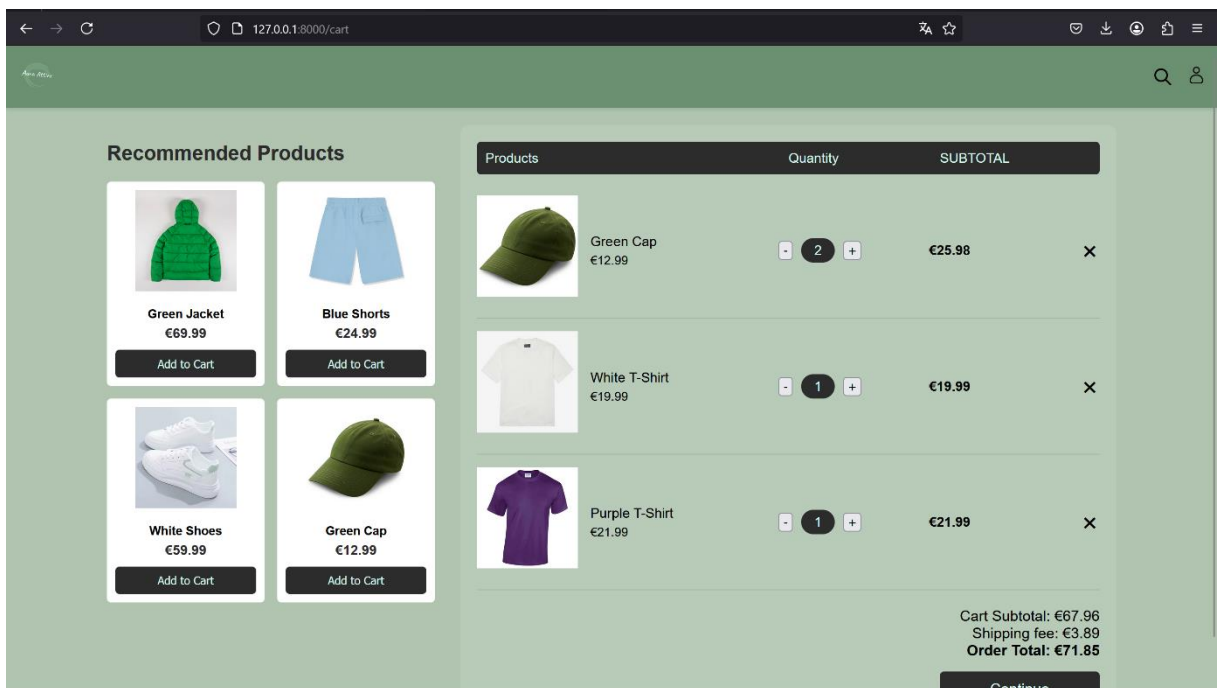 127.0.0.1:8000/cart
Aura Attire
Recommended Products
Green Jacket
€69.99
Add to Cart
Blue Shorts
€24.99
Add to Cart
White Shoes
€59.99
Add to Cart
Green Cap
€12.99
Add to Cart
Products Quantity SUBTOTAL
Green Cap
€12.99
- 2 + €25.98 ×
White T-Shirt
€19.99
- 1 + €19.99 ×
Purple T-Shirt
€21.99
- 1 + €21.99 ×
Cart Subtotal: €67.96
Shipping fee: €3.89
Order Total: €71.85
Continue